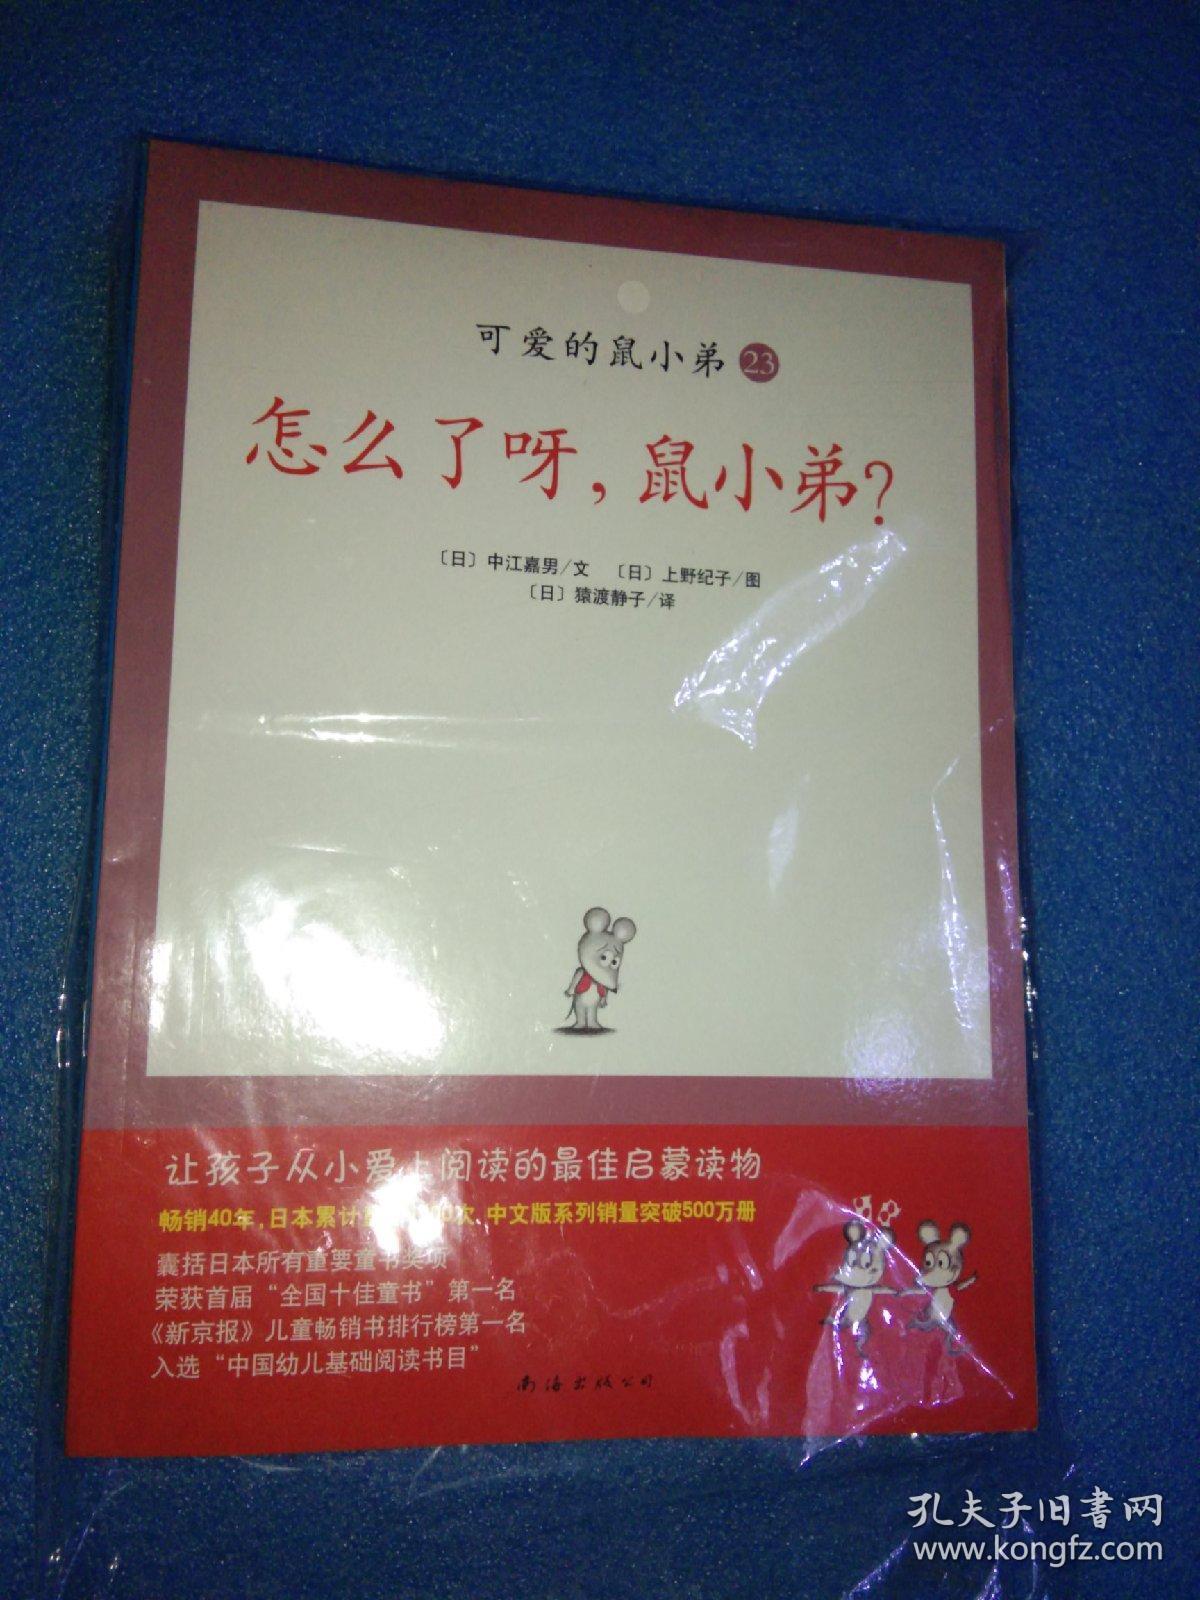 可爱的鼠小弟 23
怎么了呀，鼠小弟？
〔日〕中江嘉男/文 〔日〕上野纪子/图
〔日〕猿渡静子/译
让孩子从小爱上阅读的最佳启蒙读物
畅销40年，日本累计 次 中文版系列销量突破500万册
囊括日本所有重要童书奖项
荣获首届“全国十佳童书”第一名
《新京报》儿童畅销书排行榜第一名
入选“中国幼儿基础阅读书目”
南海出版公司
孔夫子旧书网
www.kongfz.com